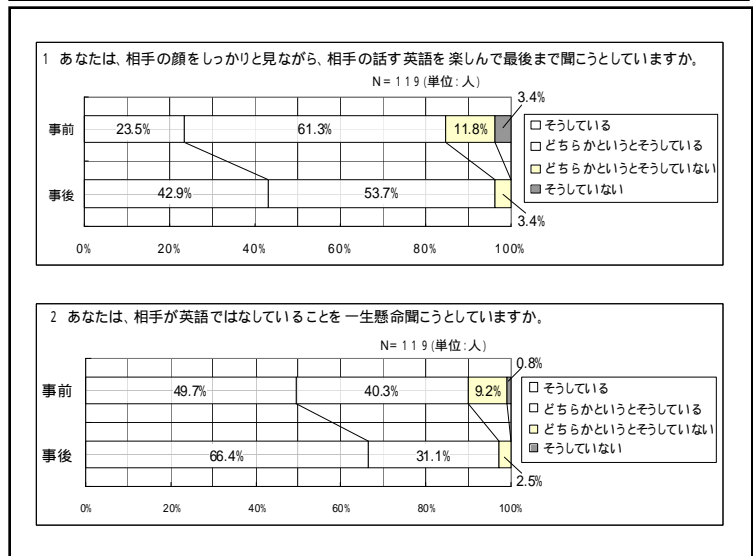 1 あなたは、相手の顔をしっかりと見ながら、相手の話す英語を楽しんで最後まで聞こうとしていますか。
N=119(単位:人)
3.4%
事前 23.5% 61.3% 11.8%
事後 42.9% 53.7%
3.4%
0% 20% 40% 60% 80% 100%
□ そうしている
□ どちらかというとそうしている
□ どちらかというとそうしていない
■ そうしていない
2 あなたは、相手が英語ではなしていることを一生懸命聞こうとしていますか。
N=119(単位:人)
0.8%
事前 49.7% 40.3% 9.2%
事後 66.4% 31.1%
2.5%
0% 20% 40% 60% 80% 100%
□ そうしている
□ どちらかというとそうしている
□ どちらかというとそうしていない
■ そうしていない